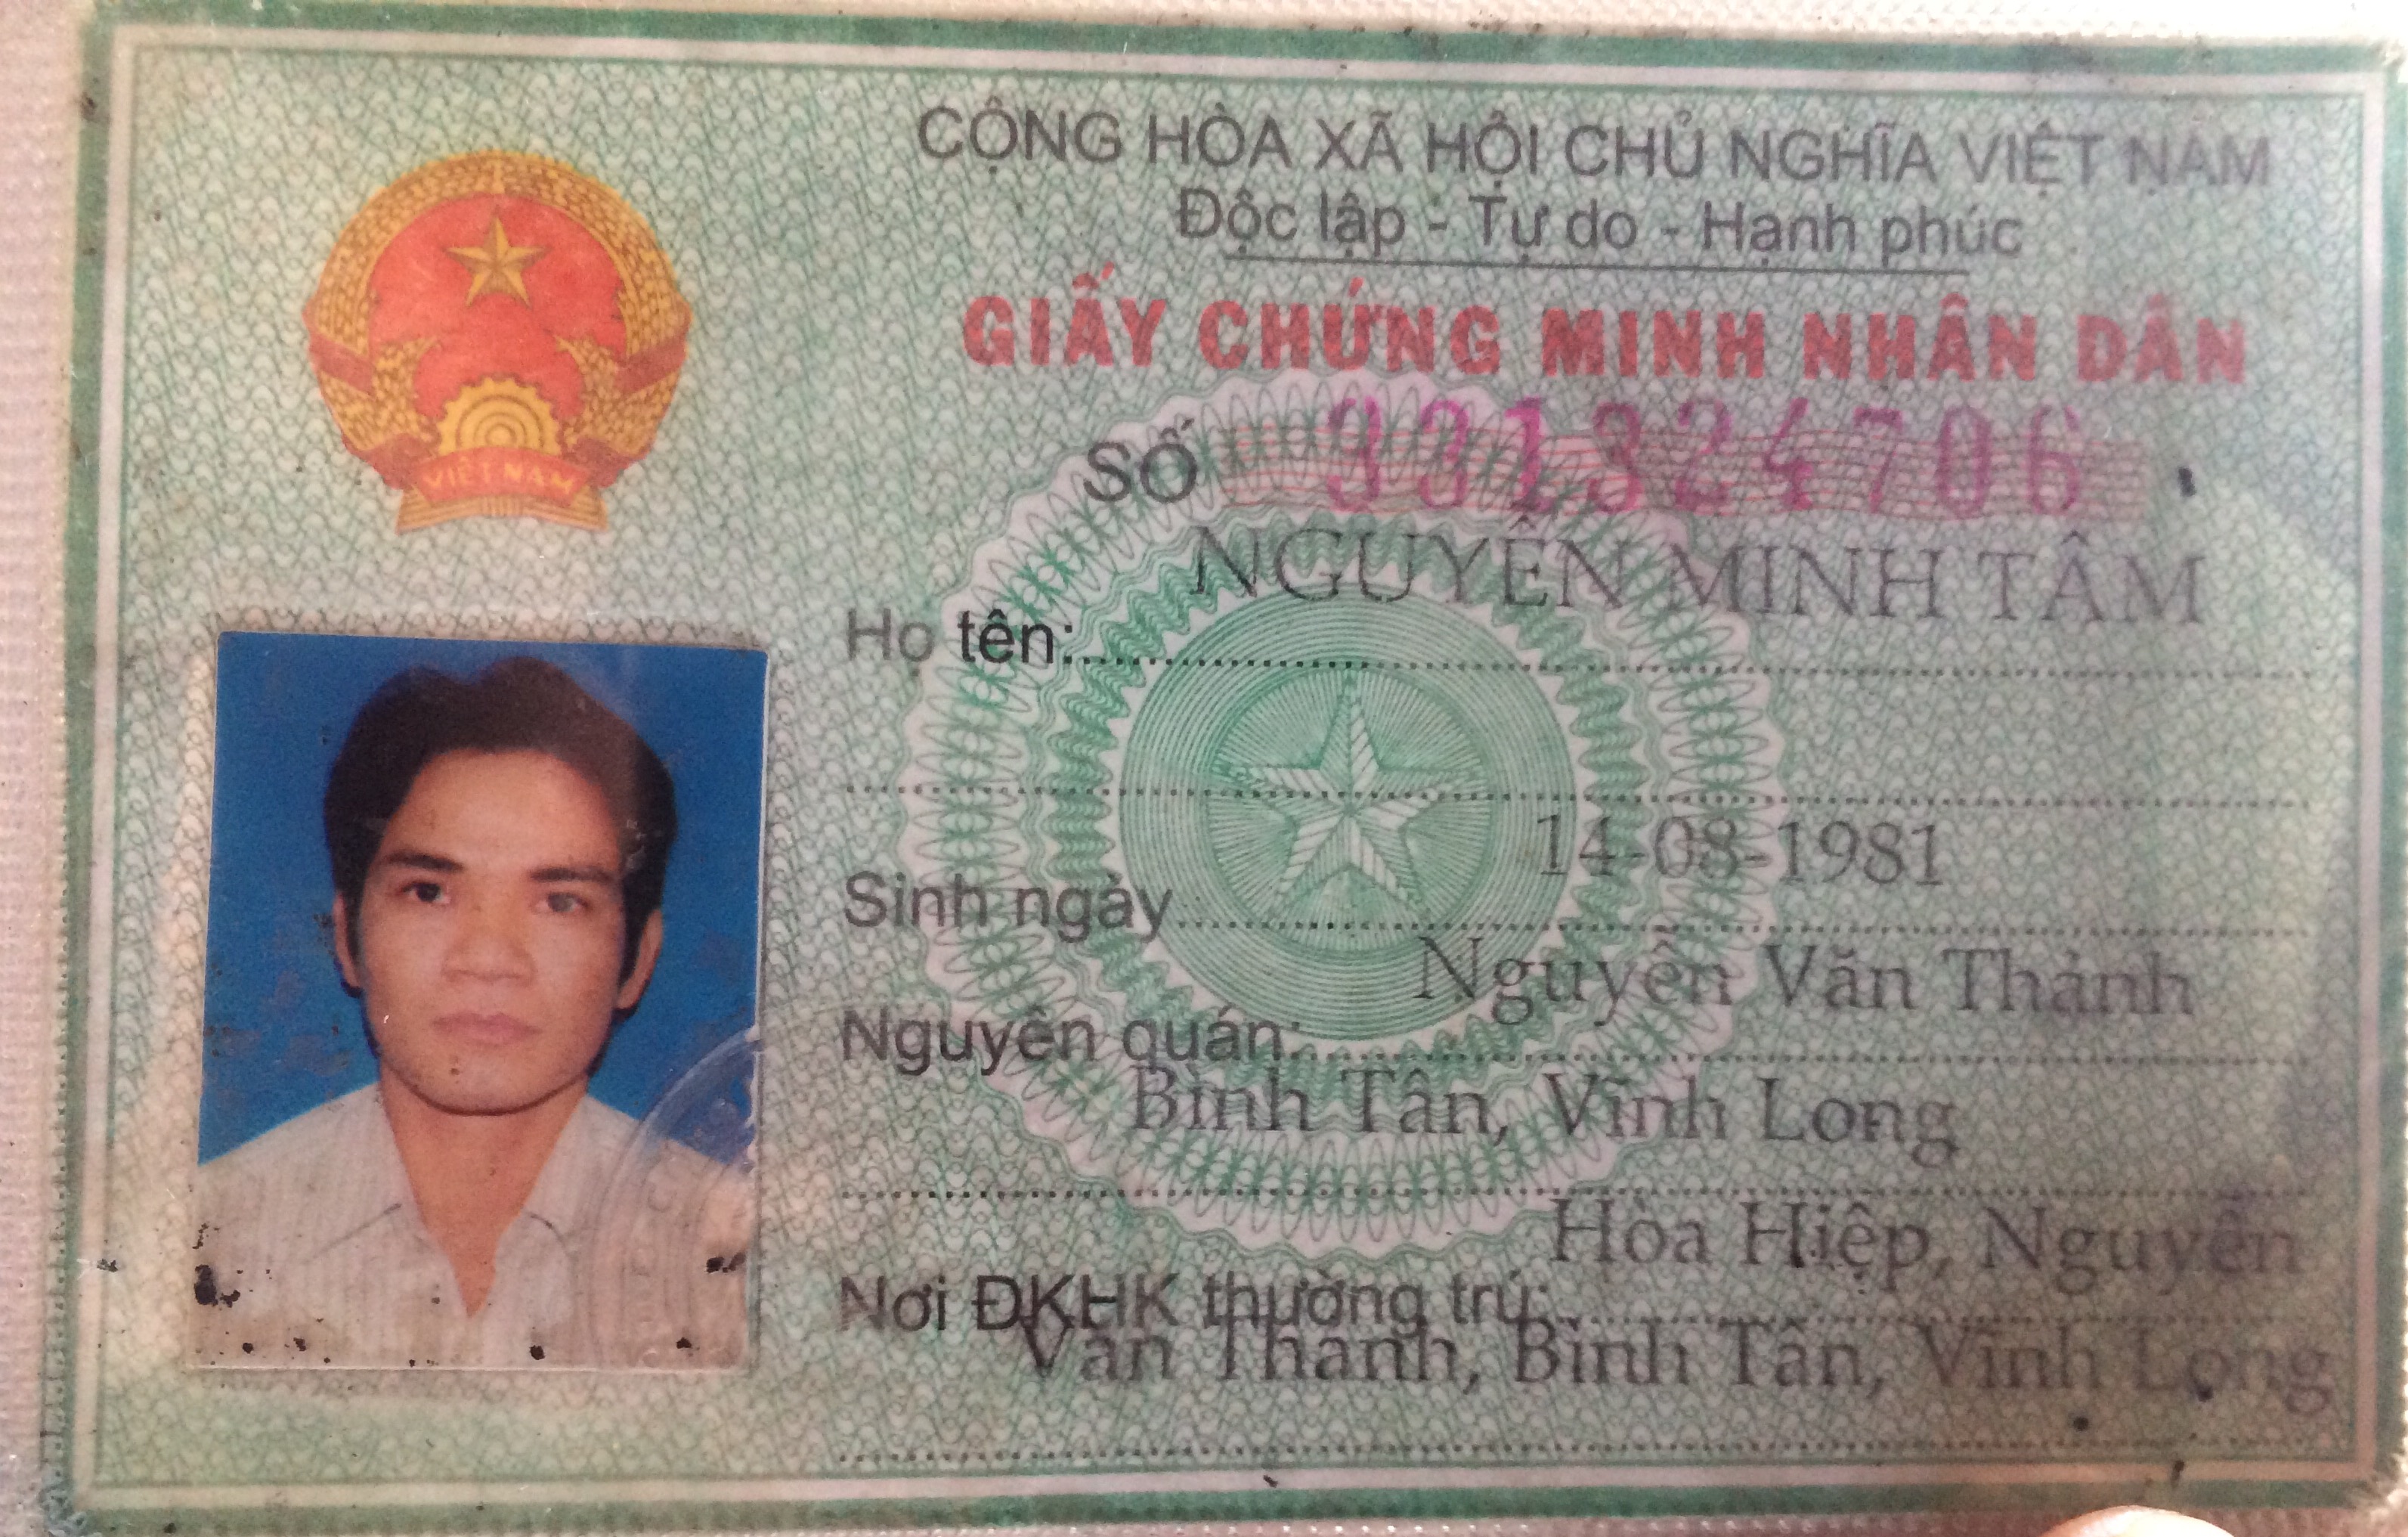 CỘNG HÒA XÃ HỘI CHỦ NGHĨA VIỆT NAM
Độc lập - Tự do - Hạnh phúc
GIẤY CHỨNG MINH NHÂN DÂN
VIỆT NAM
SỐ 331324706
Họ tên: NGUYỄN MINH TÂM
Sinh ngày 14-08-1981
Nguyên quán: Nguyễn Văn Thảnh
Bình Tân, Vĩnh Long
Nơi ĐKHK thường trú: Hòa Hiệp, Nguyễn
Văn Thảnh, Bình Tân, Vĩnh Long